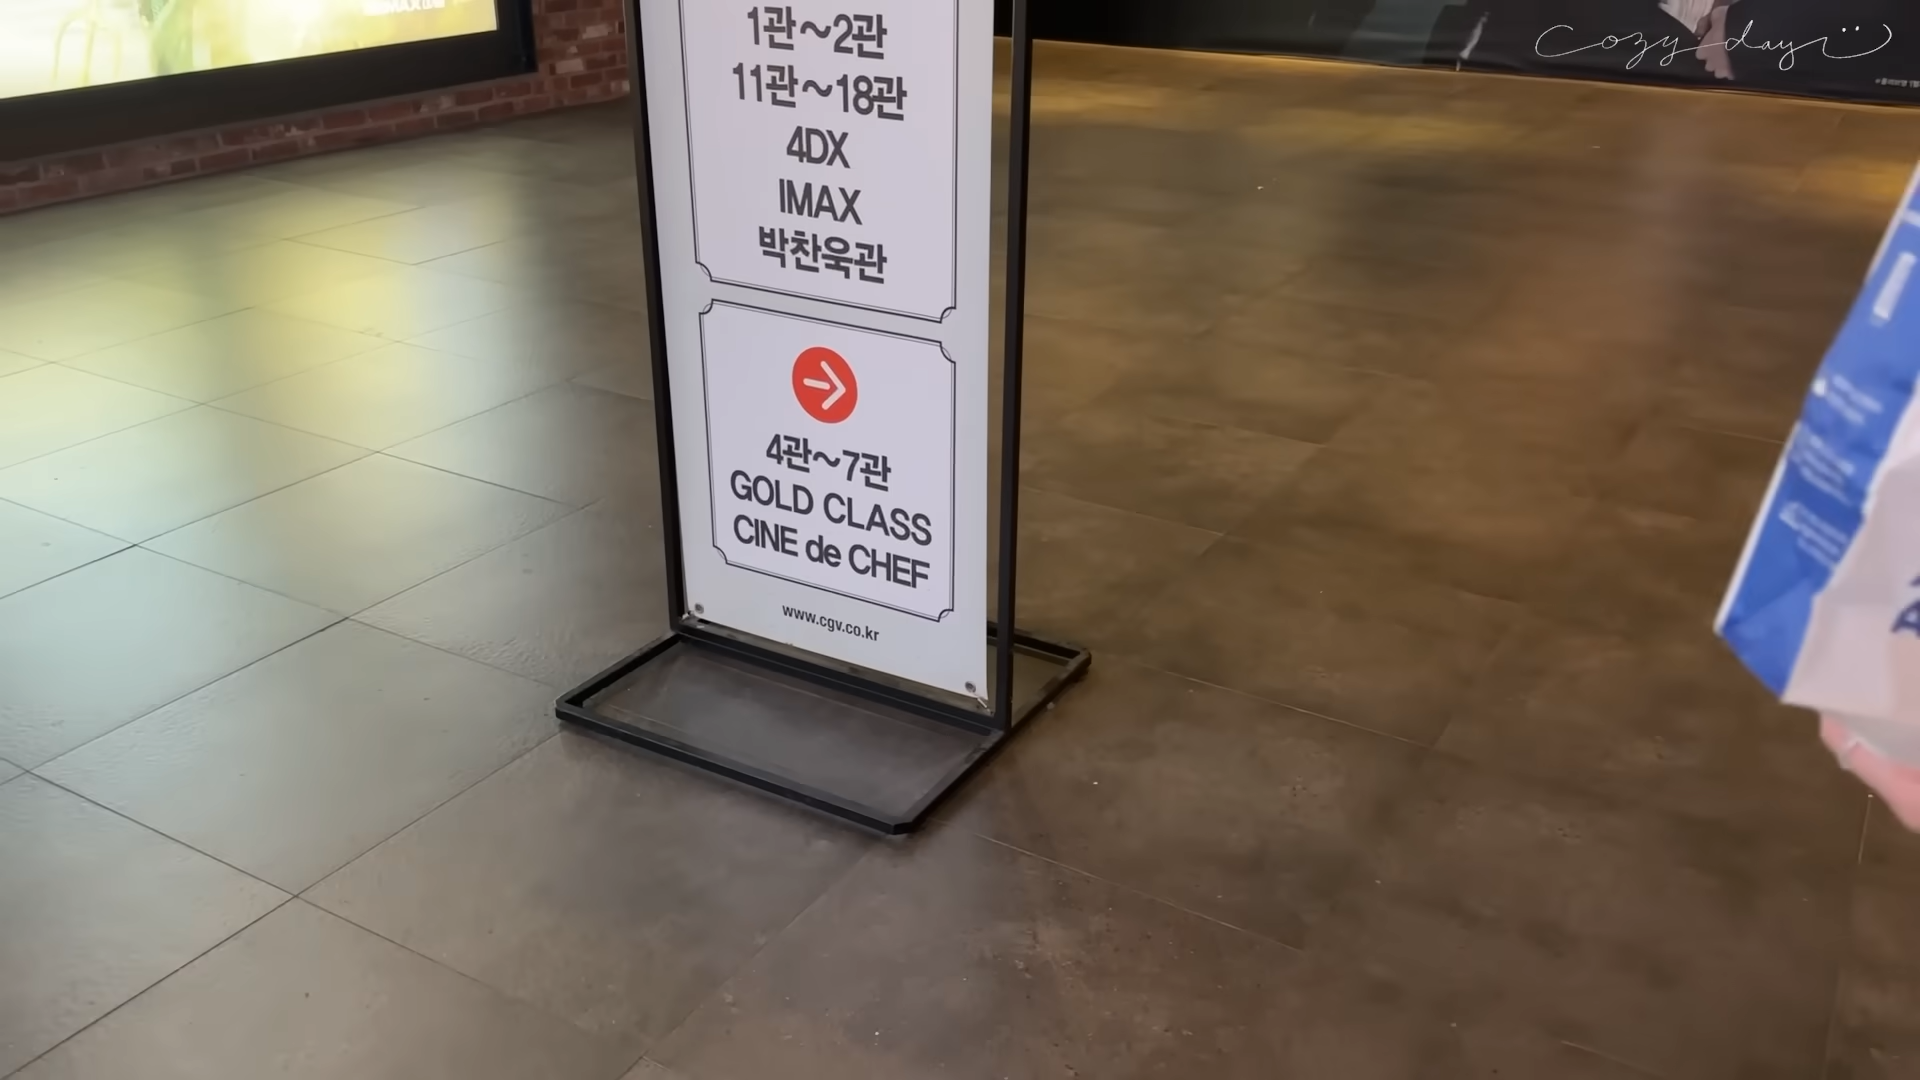 cozy days
1관~2관
11관~18관
4DX
IMAX
박찬욱관
4관~7관
GOLD CLASS
CINE de CHEF
www.cgv.co.kr